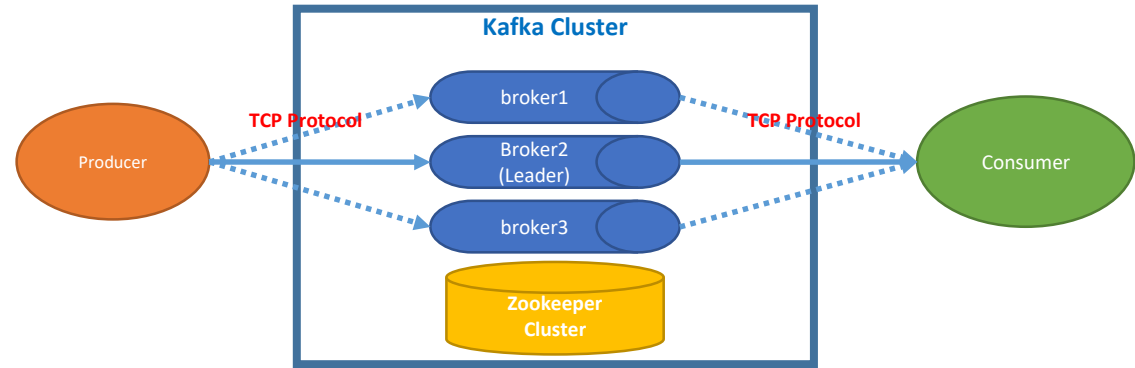 Kafka Cluster
broker1
TCP Protocol
TCP Protocol
Producer
Broker2
(Leader)
Consumer
broker3
Zookeeper
Cluster